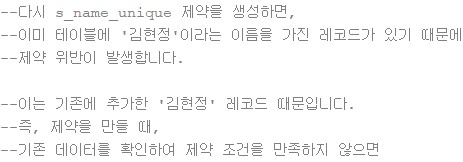 --다시 s_name_unique 제약을 생성하면,
--이미 테이블에 '김현정'이라는 이름을 가진 레코드가 있기 때문에
--제약 위반이 발생합니다.
--이는 기존에 추가한 '김현정' 레코드 때문입니다.
--즉, 제약을 만들 때,
--기존 데이터를 확인하여 제약 조건을 만족하지 않으면